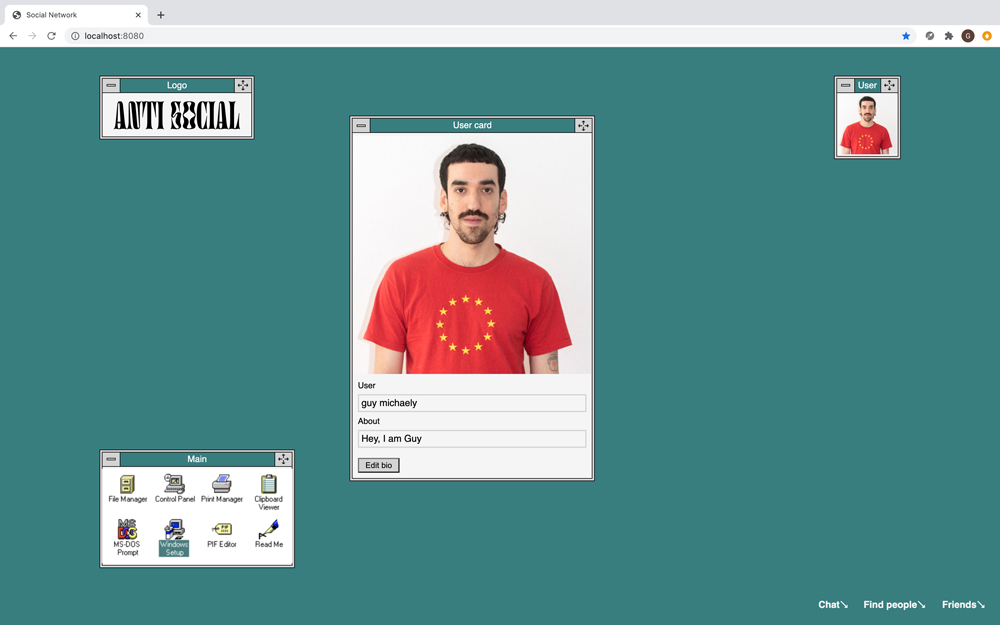 Social Network
localhost:8080
G
Logo
ANTI SOCIAL
User card
User
User
guy michaely
About
Hey, I am Guy
Edit bio
Main
File Manager
Control Panel
Print Manager
Clipboard
Viewer
MS-DOS
Prompt
Windows
Setup
PIF Editor
Read Me
Chat↘
Find people↘
Friends↘